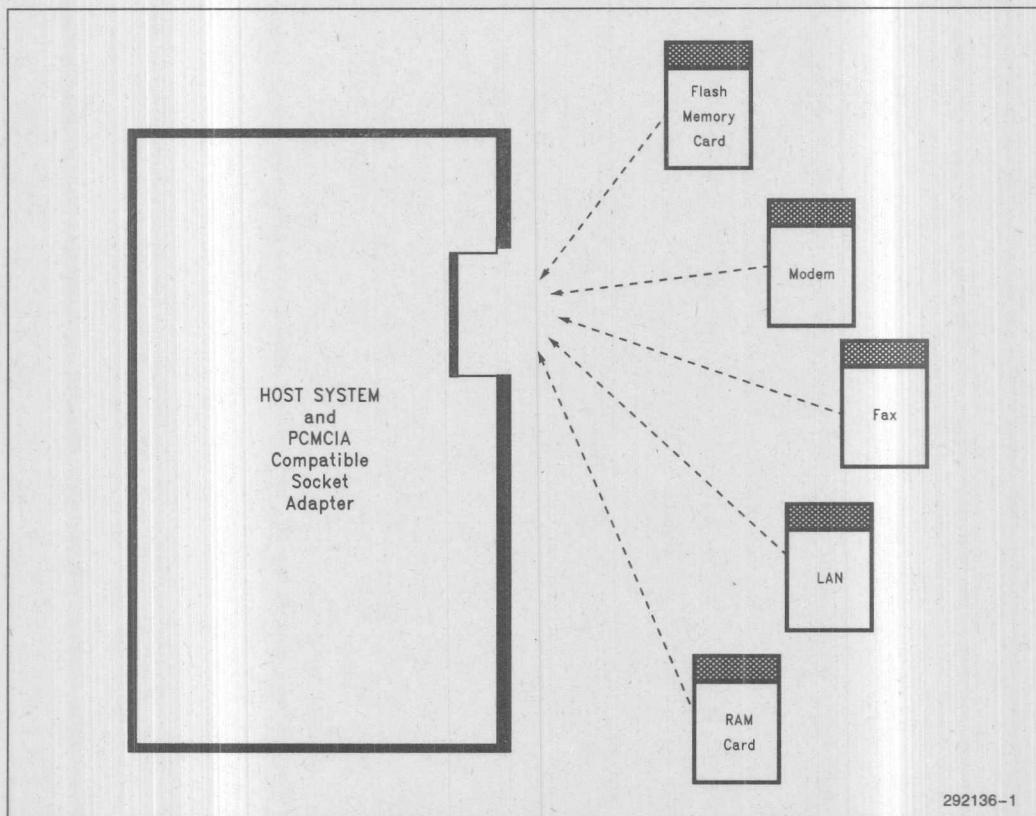 Flash
Memory
Card
Modem
Fax
LAN
RAM
Card
HOST SYSTEM
and
PCMCIA
Compatible
Socket
Adapter
292136-1